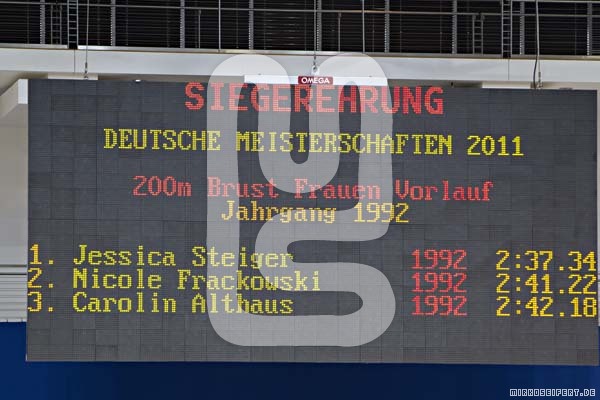 OMEGA
SIEGEREHRUNG
DEUTSCHE MEISTERSCHAFTEN 2011
200m Brust Frauen Vorlauf
Jahrgang 1992
1. Jessica Steiger 1992 2:37.34
2. Nicole Frackowski 1992 2:41.22
3. Carolin Althaus 1992 2:42.18
MIRKOSEIFERT.DE